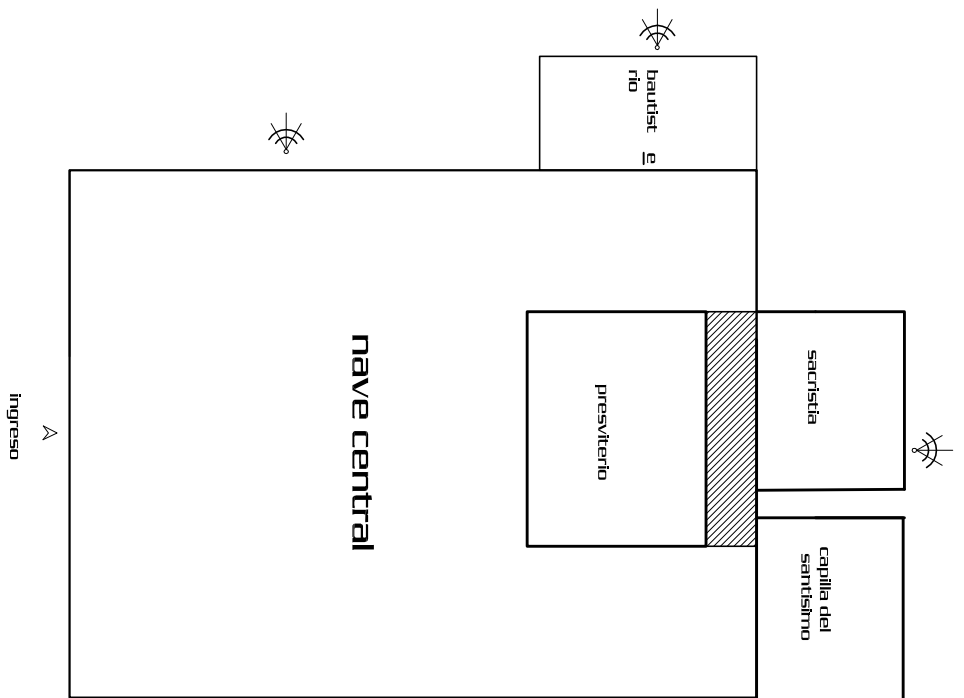 sacristia
capilla del
santisimo
bautist e
rio
presviterio
nave central
ingreso